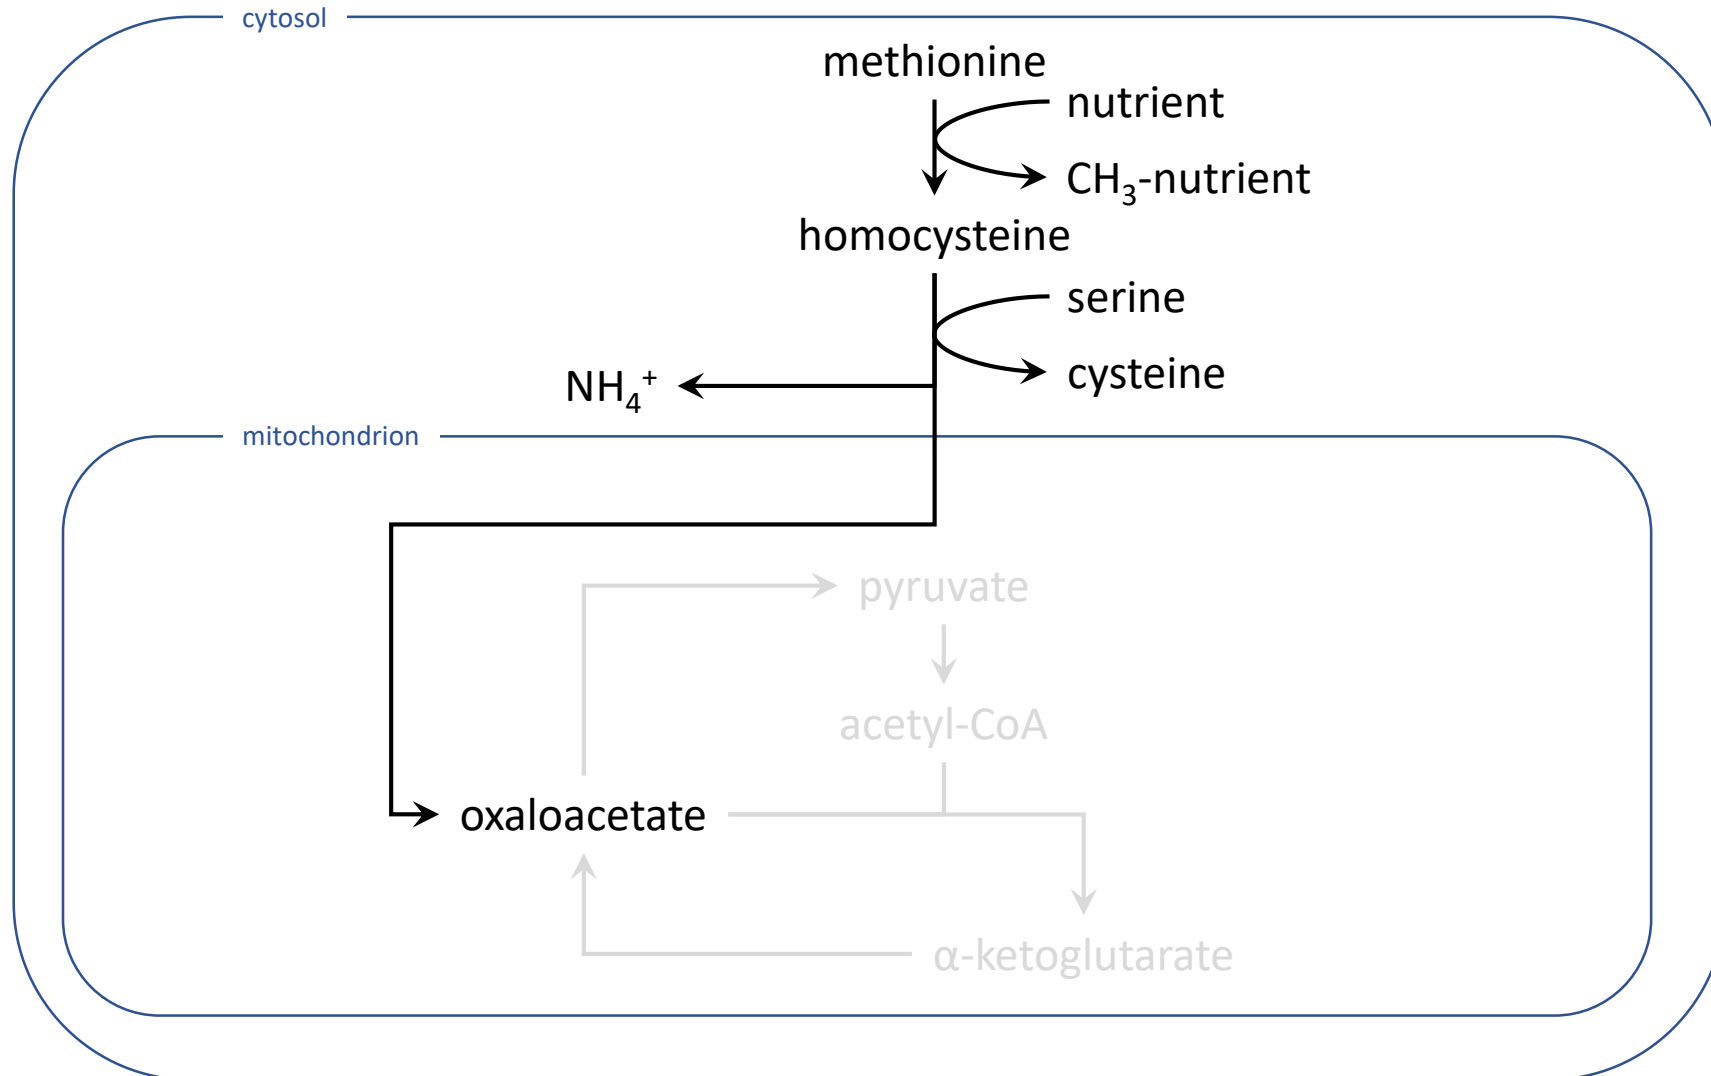 cytosol
methionine
nutrient
CH₃-nutrient
homocysteine
serine
cysteine
NH₄⁺
mitochondrion
pyruvate
acetyl-CoA
oxaloacetate
α-ketoglutarate